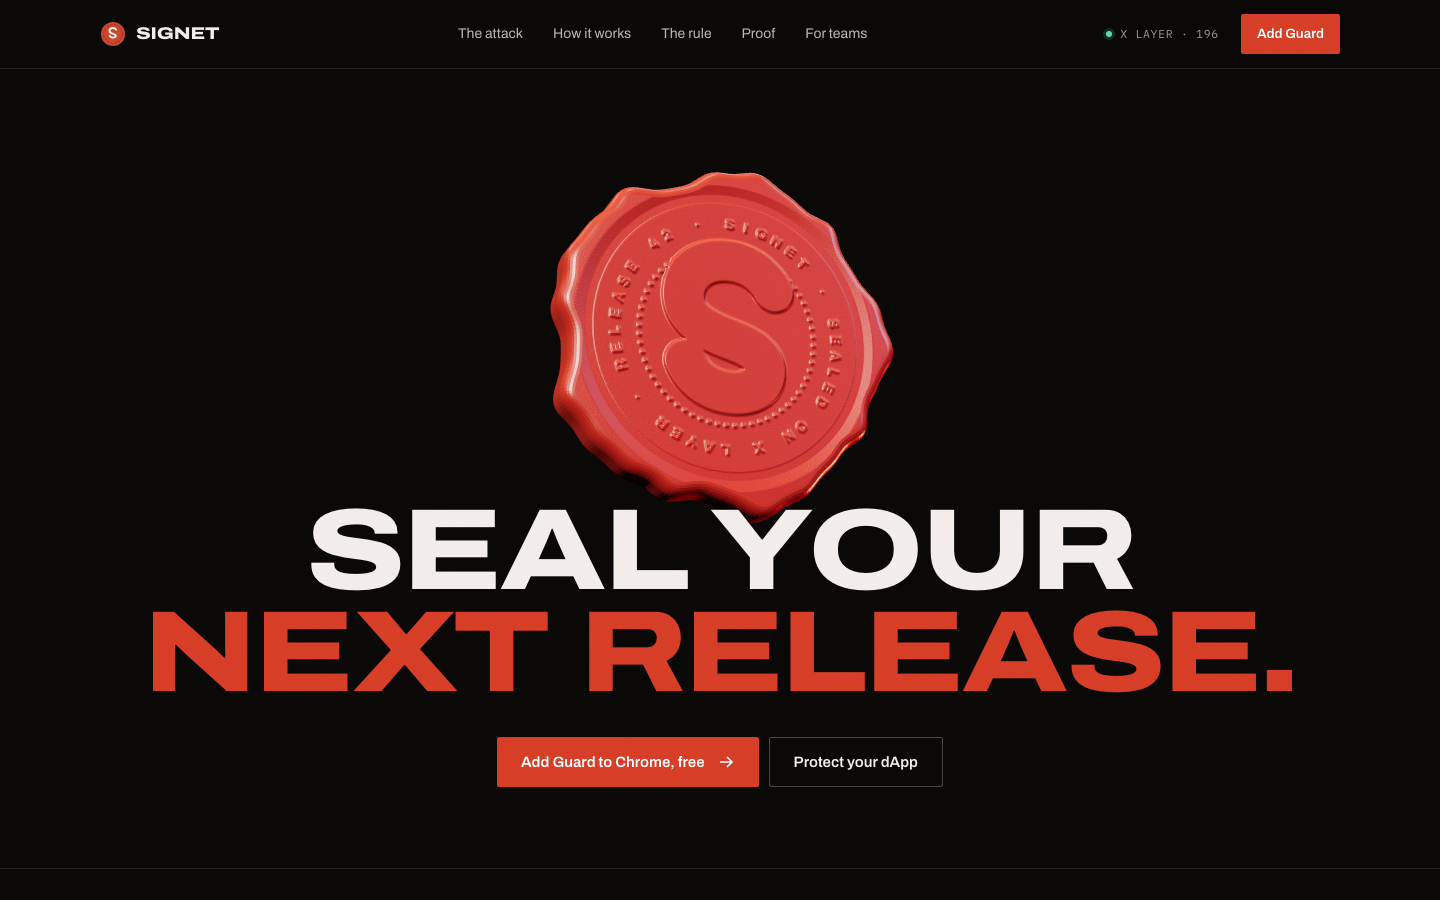 S SIGNET
The attack
How it works
The rule
Proof
For teams
X LAYER · 196
Add Guard
SIGNET · SEALED ON X LAYER · RELEASE 42 ·
S
SEAL YOUR
NEXT RELEASE.
Add Guard to Chrome, free →
Protect your dApp